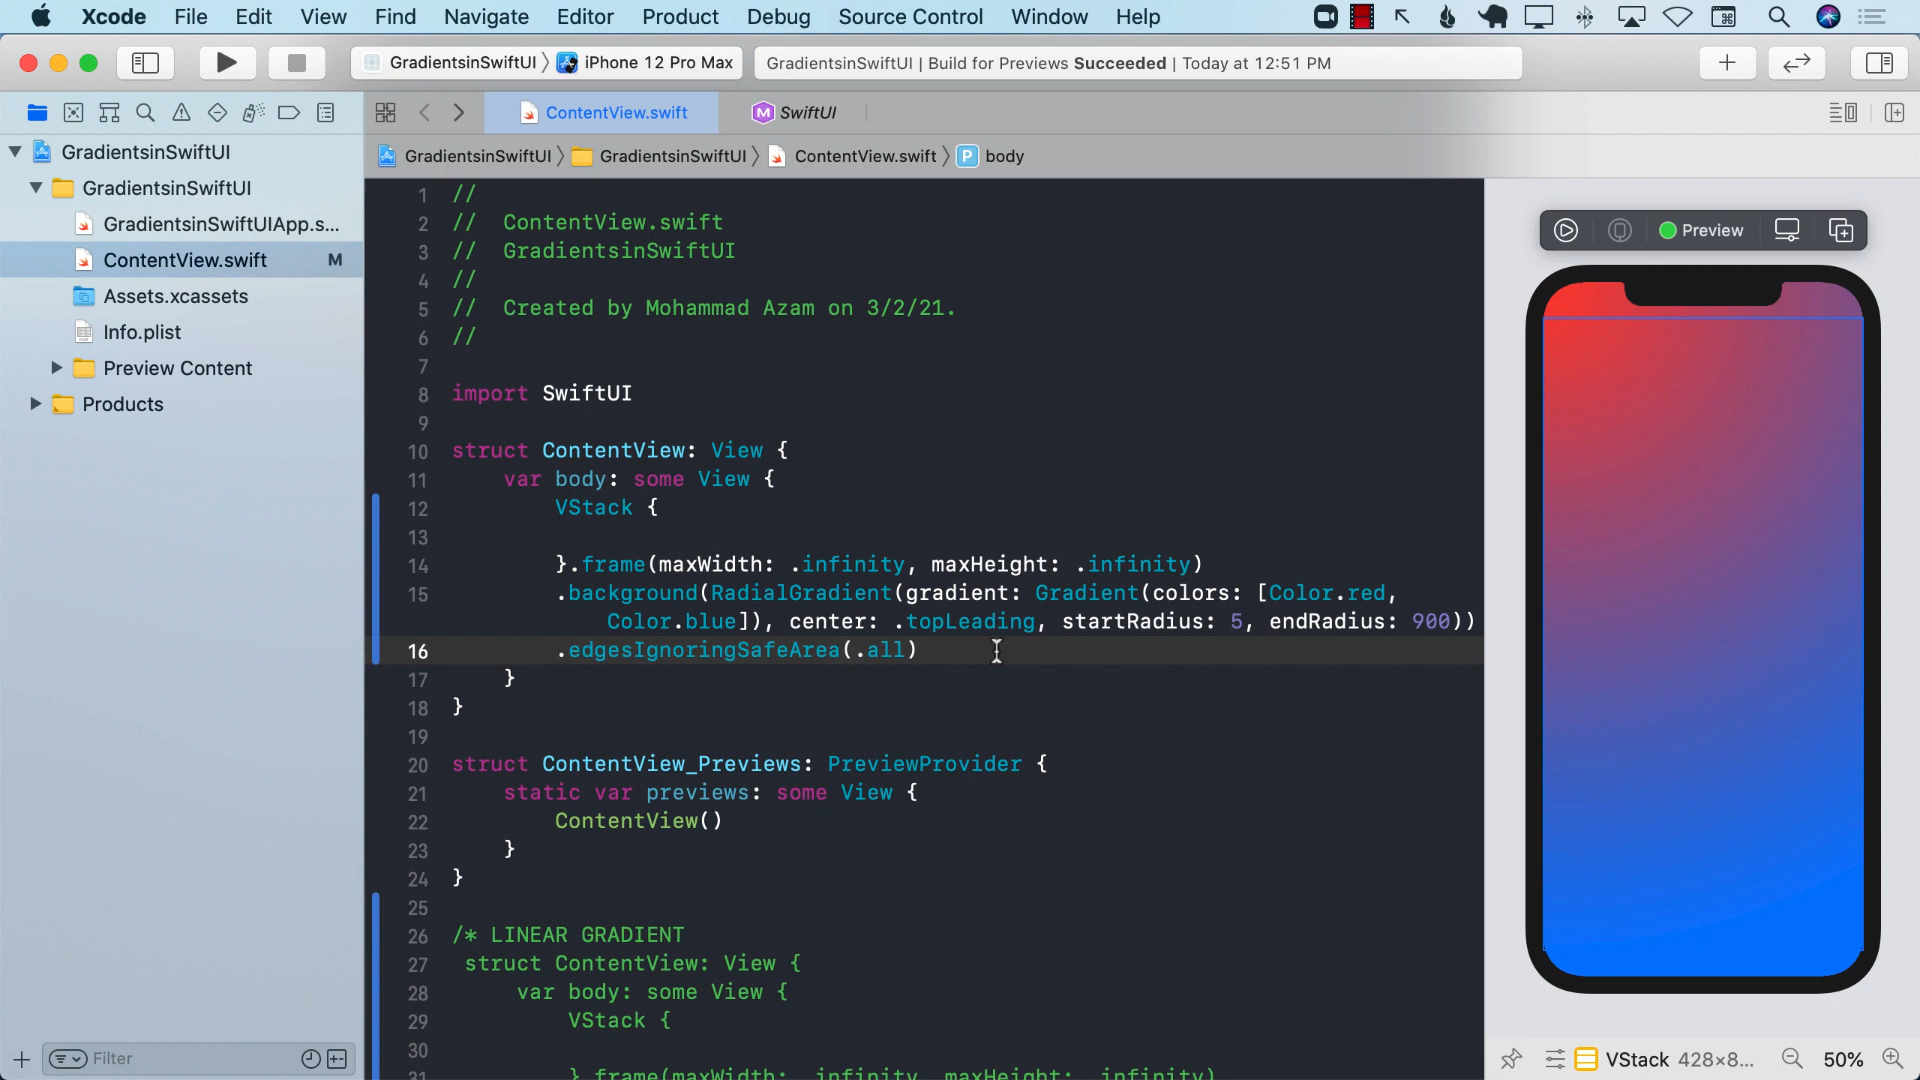 Xcode File Edit View Find Navigate Editor Product Debug Source Control Window Help
GradientsinSwiftUI iPhone 12 Pro Max
GradientsinSwiftUI | Build for Previews Succeeded | Today at 12:51 PM
ContentView.swift
M SwiftUI
GradientsinSwiftUI
GradientsinSwiftUI
GradientsinSwiftUIApp.s...
ContentView.swift M
Assets.xcassets
Info.plist
Preview Content
Products
Filter
GradientsinSwiftUI GradientsinSwiftUI ContentView.swift P body
1 //
2 //  ContentView.swift
3 //  GradientsinSwiftUI
4 //
5 //  Created by Mohammad Azam on 3/2/21.
6 //
7
8 import SwiftUI
9
10 struct ContentView: View {
11     var body: some View {
12         VStack {
13
14         }.frame(maxWidth: .infinity, maxHeight: .infinity)
15         .background(RadialGradient(gradient: Gradient(colors: [Color.red,
Color.blue]), center: .topLeading, startRadius: 5, endRadius: 900))
16         .edgesIgnoringSafeArea(.all)
17     }
18 }
19
20 struct ContentView_Previews: PreviewProvider {
21     static var previews: some View {
22         ContentView()
23     }
24 }
25
26 /* LINEAR GRADIENT
27  struct ContentView: View {
28      var body: some View {
29          VStack {
30
31          }.frame(maxWidth: .infinity, maxHeight: .infinity)
Preview
VStack 428×8... 50%